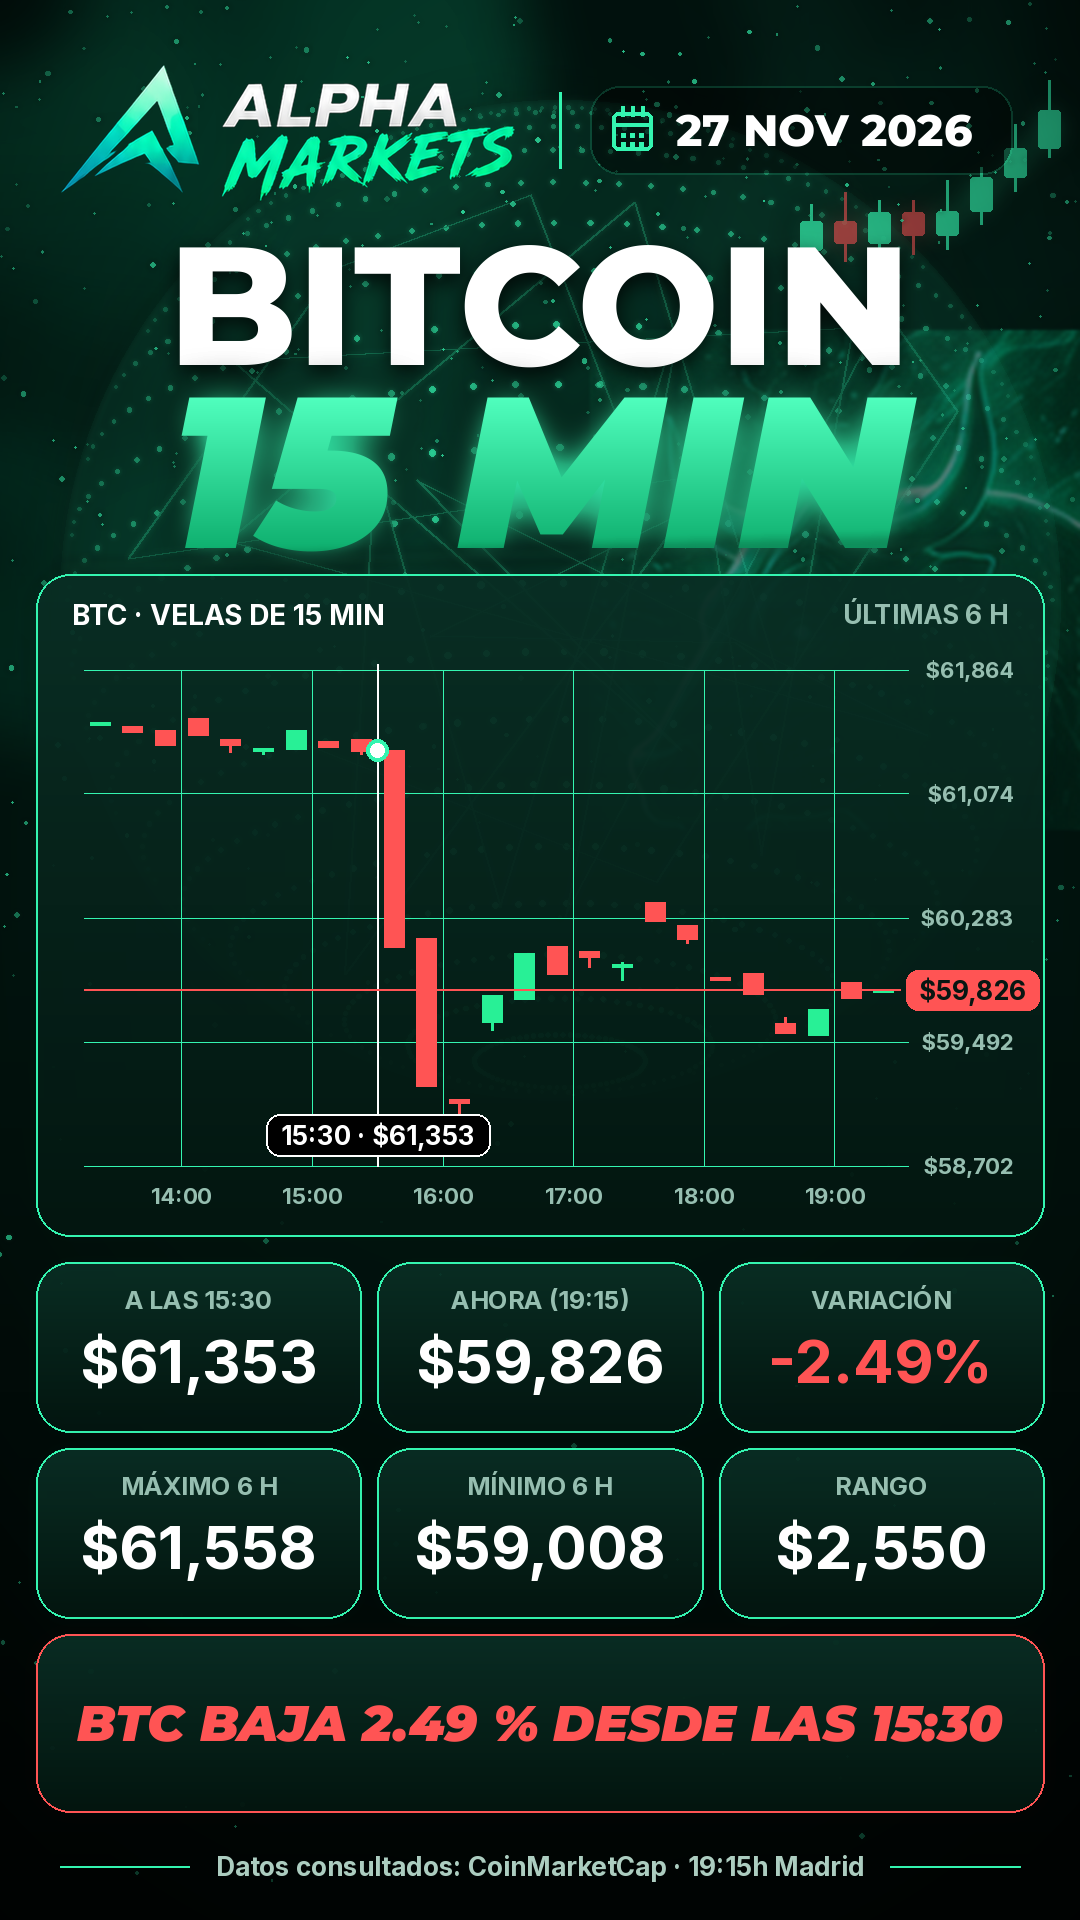 ALPHA
MARKETS
27 NOV 2026
BITCOIN
15 MIN
BTC · VELAS DE 15 MIN
ÚLTIMAS 6 H
$61,864
$61,074
$60,283
$59,826
$59,492
$58,702
15:30 · $61,353
14:00 15:00 16:00 17:00 18:00 19:00
A LAS 15:30
$61,353
AHORA (19:15)
$59,826
VARIACIÓN
-2.49%
MÁXIMO 6 H
$61,558
MÍNIMO 6 H
$59,008
RANGO
$2,550
BTC BAJA 2.49 % DESDE LAS 15:30
Datos consultados: CoinMarketCap · 19:15h Madrid